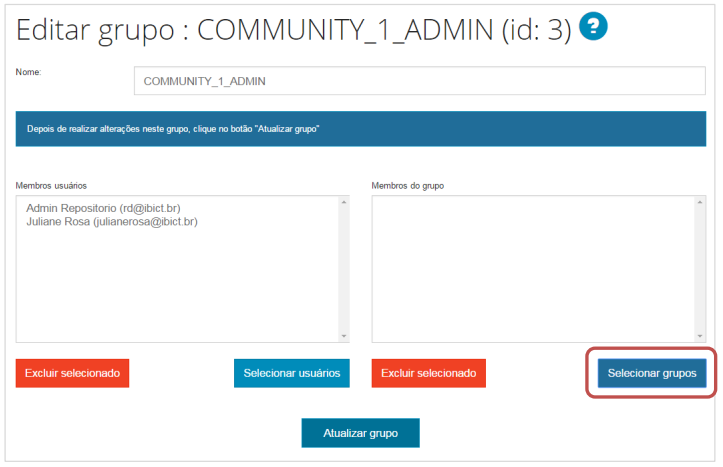 Editar grupo : COMMUNITY_1_ADMIN (id: 3) ?
Nome:
COMMUNITY_1_ADMIN
Depois de realizar alterações neste grupo, clique no botão "Atualizar grupo"
Membros usuários
Membros do grupo
Admin Repositorio (rd@ibict.br)
Juliane Rosa (julianerosa@ibict.br)
Excluir selecionado
Selecionar usuários
Excluir selecionado
Selecionar grupos
Atualizar grupo